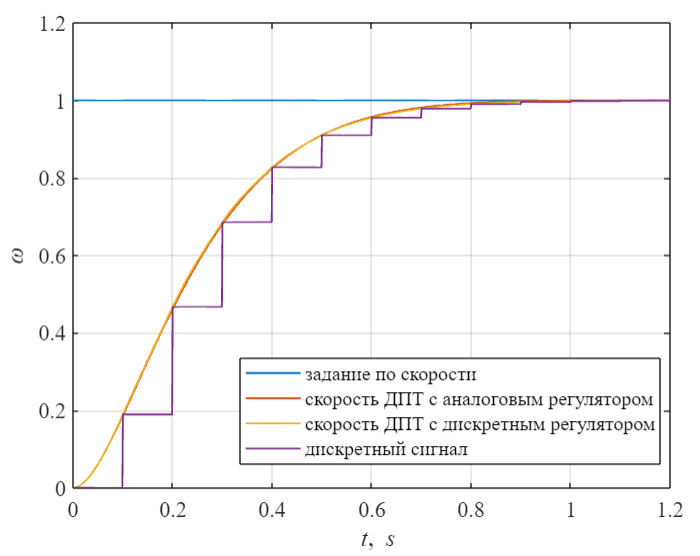 1.2
1
0.8
0.6
0.4
0.2
0
ω
задание по скорости
скорость ДПТ с аналоговым регулятором
скорость ДПТ с дискретным регулятором
дискретный сигнал
0 0.2 0.4 0.6 0.8 1 1.2
t, s